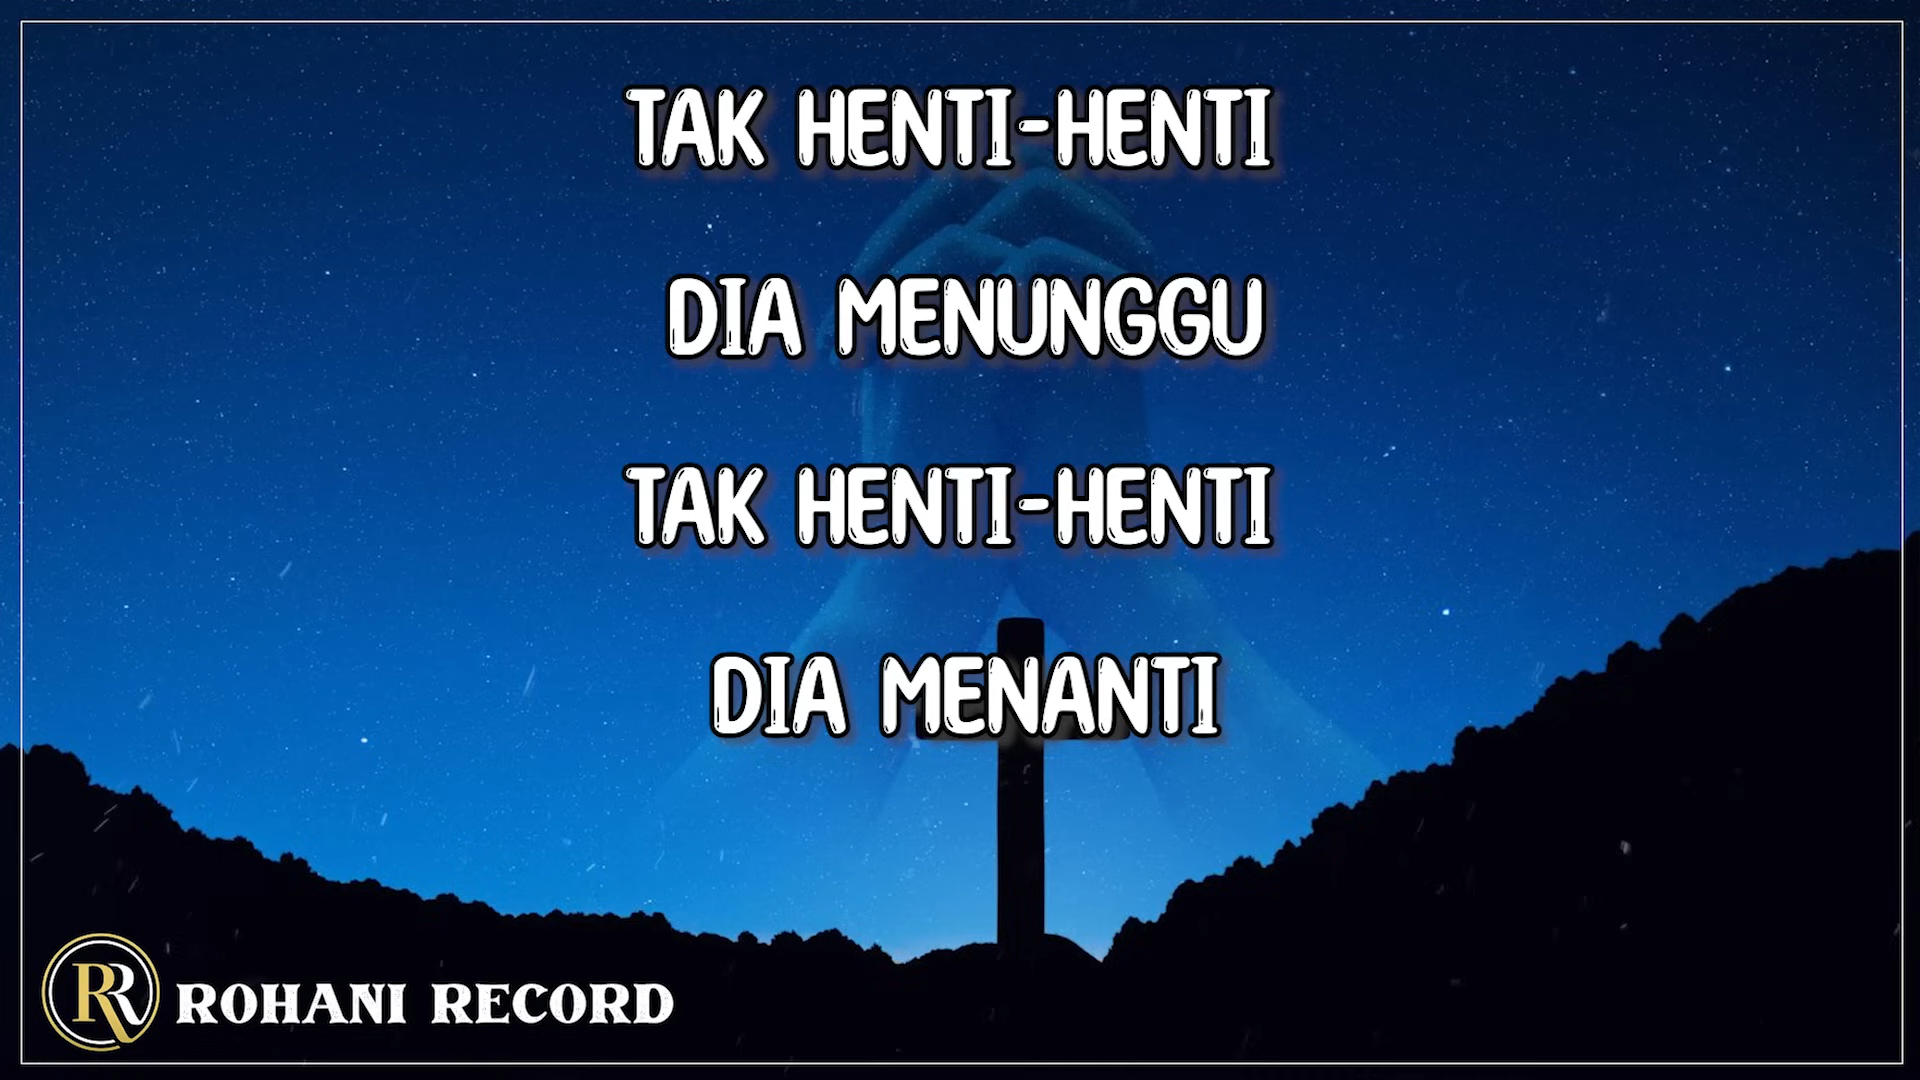 TAK HENTI-HENTI
DIA MENUNGGU
TAK HENTI-HENTI
DIA MENANTI
RR ROHANI RECORD